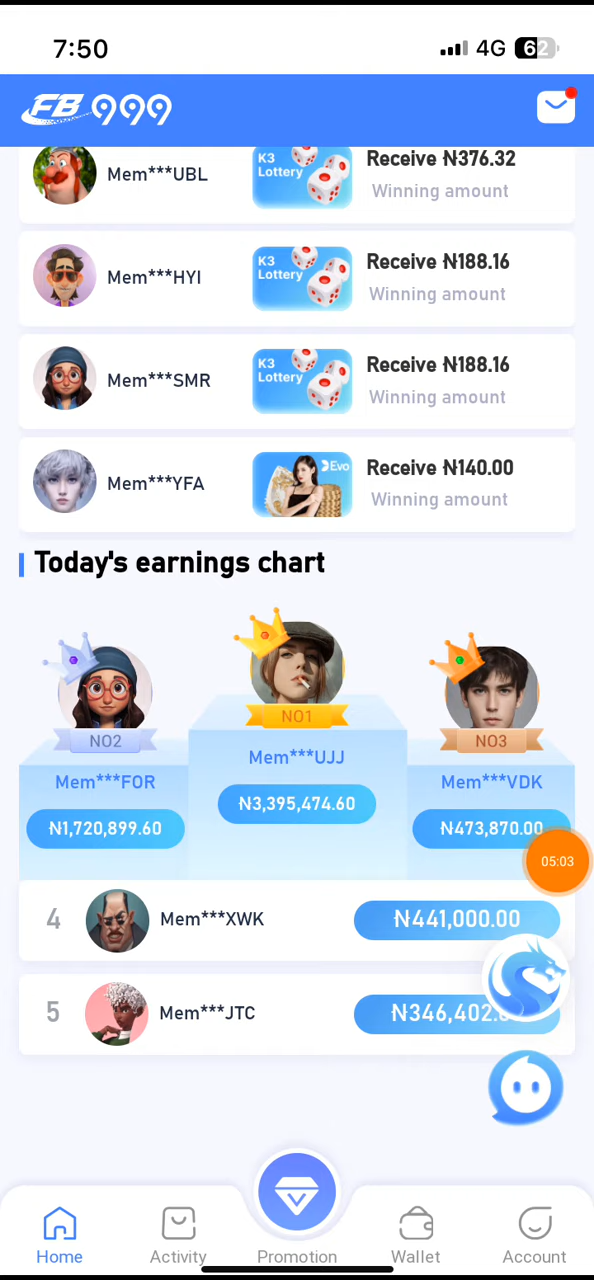 7:50
4G 62
FB 999
Mem***UBL
K3
Lottery
Receive ₦376.32
Winning amount
Mem***HYI
K3
Lottery
Receive ₦188.16
Winning amount
Mem***SMR
K3
Lottery
Receive ₦188.16
Winning amount
Mem***YFA
Evo
Receive ₦140.00
Winning amount
Today's earnings chart
NO2
Mem***FOR
₦1,720,899.60
NO1
Mem***UJJ
₦3,395,474.60
NO3
Mem***VDK
₦473,870.00
05:03
4
Mem***XWK
₦441,000.00
5
Mem***JTC
Home
Activity
Promotion
Wallet
Account